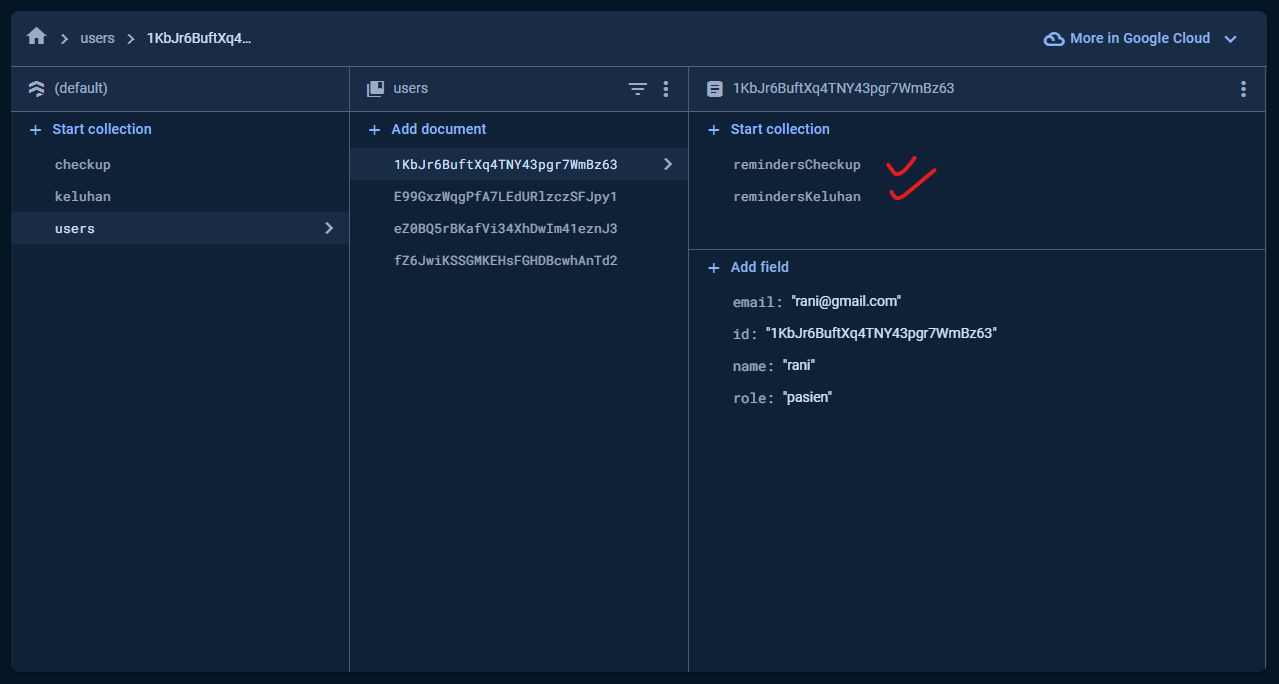 users
1KbJr6BuftXq4...
More in Google Cloud
(default)
users
1KbJr6BuftXq4TNY43pgr7WmBz63
Start collection
checkup
keluhan
users
Add document
1KbJr6BuftXq4TNY43pgr7WmBz63
E99GxzWqgPfA7LEdURlzczSFJpy1
eZ0BQ5rBKafVi34XhDwIm41eznJ3
fZ6JwiKSSGMKEHsFGHDBcwhAnTd2
Start collection
remindersCheckup
remindersKeluhan
Add field
email: "rani@gmail.com"
id: "1KbJr6BuftXq4TNY43pgr7WmBz63"
name: "rani"
role: "pasien"